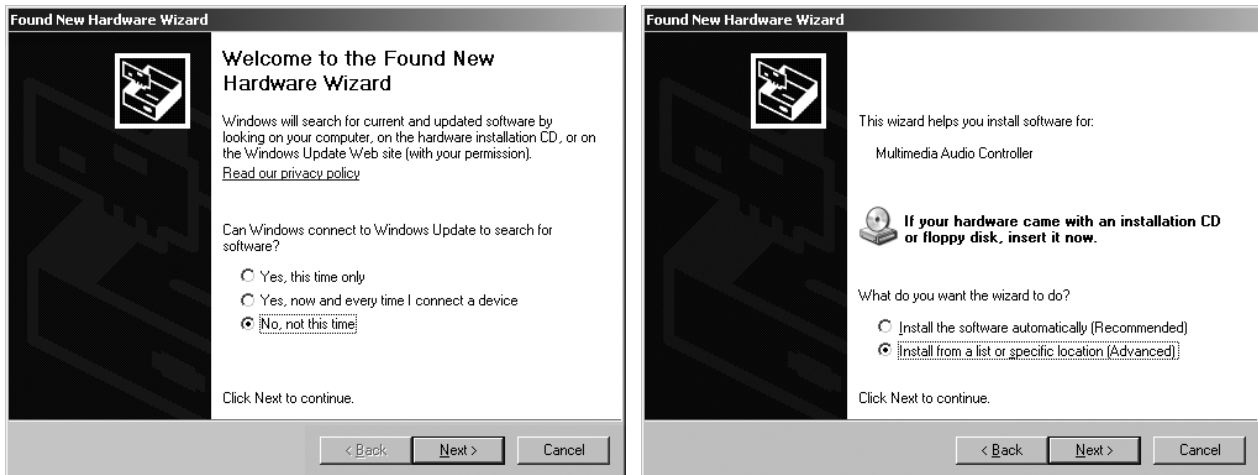 Found New Hardware Wizard
Welcome to the Found New
Hardware Wizard
Windows will search for current and updated software by
looking on your computer, on the hardware installation CD, or on
the Windows Update Web site (with your permission).
Read our privacy policy
Can Windows connect to Windows Update to search for
software?
Yes, this time only
Yes, now and every time I connect a device
No, not this time
Click Next to continue.
< Back
Next >
Cancel
Found New Hardware Wizard
This wizard helps you install software for:
Multimedia Audio Controller
If your hardware came with an installation CD
or floppy disk, insert it now.
What do you want the wizard to do?
Install the software automatically (Recommended)
Install from a list or specific location (Advanced)
Click Next to continue.
< Back
Next >
Cancel